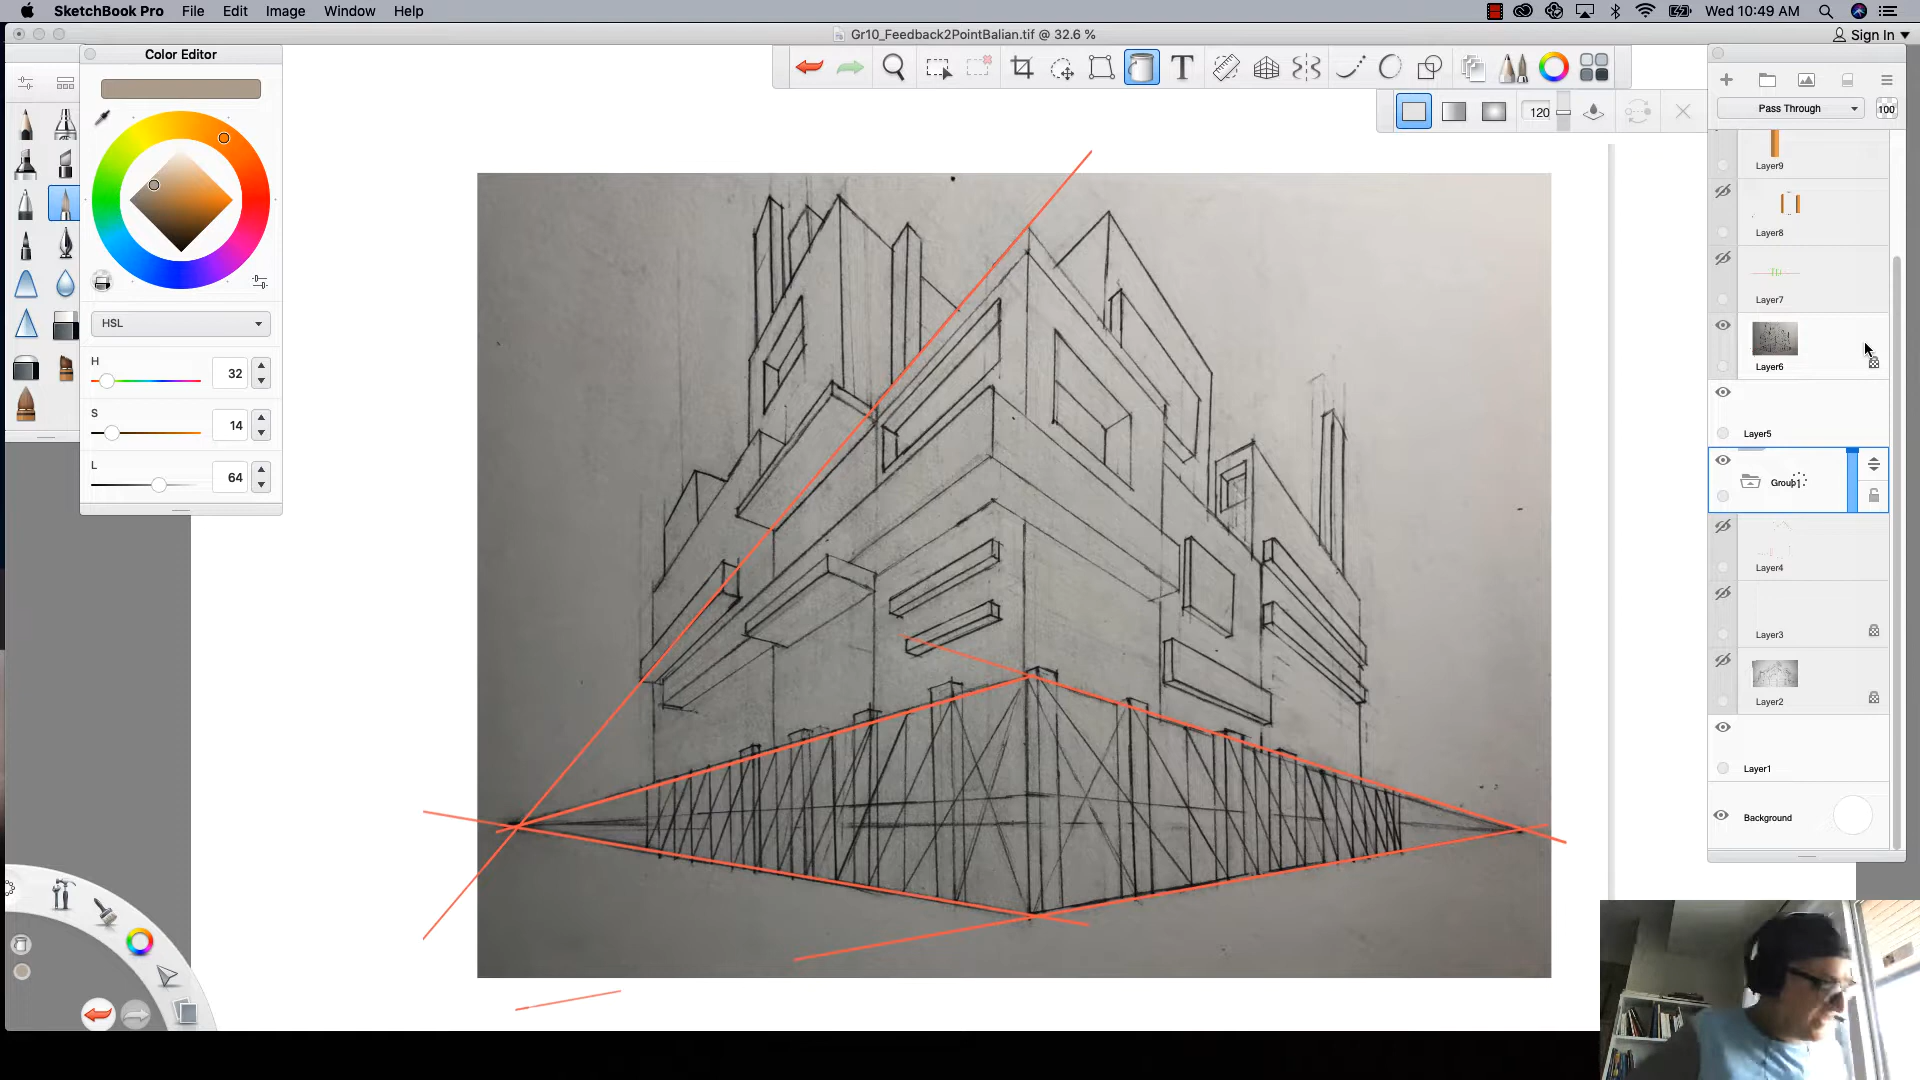 SketchBook Pro File Edit Image Window Help
Wed 10:49 AM
Gr10_Feedback2PointBalian.tif @ 32.6 %
Sign In
Color Editor
120
Pass Through
100
Layer9
Layer8
Layer7
Layer6
Layer5
Group1
Layer4
Layer3
Layer2
Layer1
Background
HSL
H
32
S
14
L
64